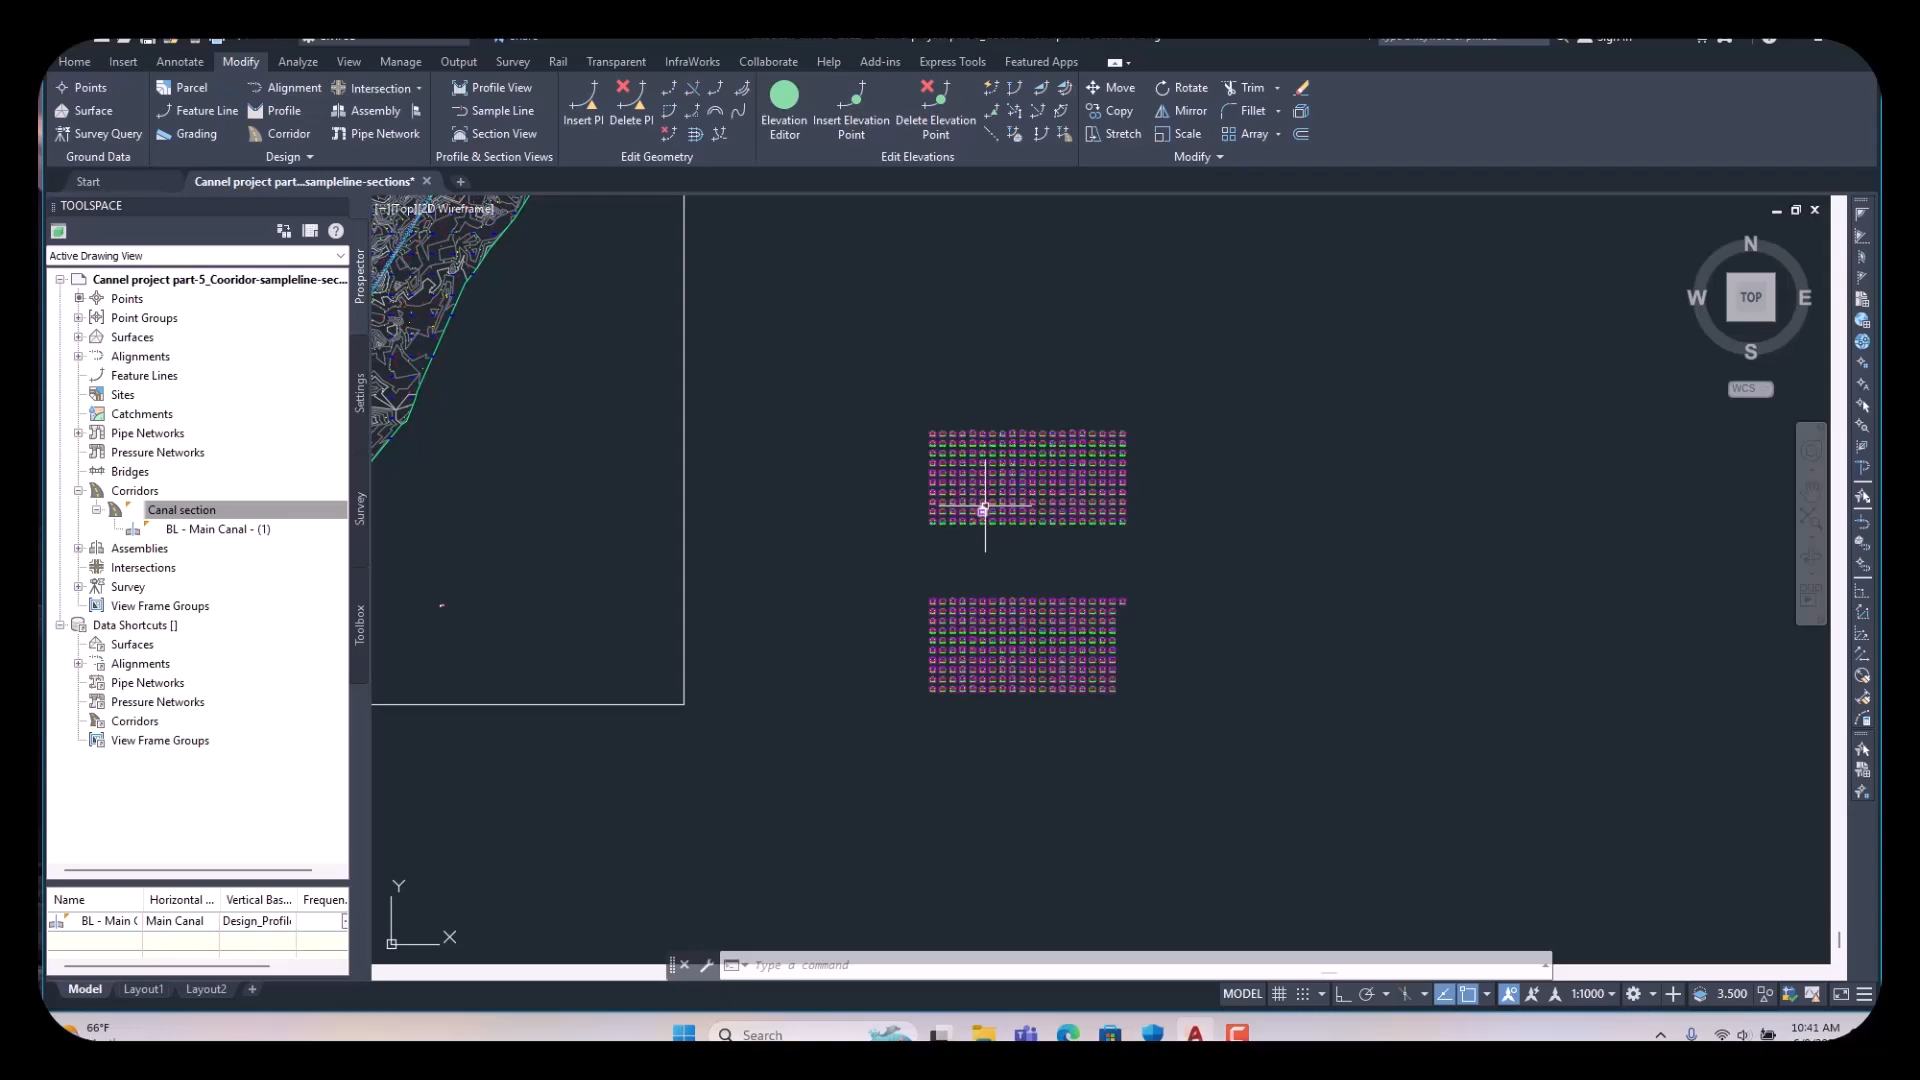 Home Insert Annotate Modify Analyze View Manage Output Survey Rail Transparent InfraWorks Collaborate Help Add-ins Express Tools Featured Apps
Points Parcel Alignment Intersection Profile View Move Rotate Trim
Surface Feature Line Profile Assembly Sample Line Copy Mirror Fillet
Insert PI Delete PI Elevation Editor Insert Elevation Point Delete Elevation Point
Survey Query Grading Corridor Pipe Network Section View Stretch Scale Array
Ground Data Design Profile & Section Views Edit Geometry Edit Elevations Modify
Start Cannel project part...sampleline-sections*
TOOLSPACE
[−][Top][2D Wireframe]
Active Drawing View
Cannel project part-5_Cooridor-sampleline-sec...
Points
Point Groups
Surfaces
Alignments
Feature Lines
Sites
Catchments
Pipe Networks
Pressure Networks
Bridges
Corridors
Canal section
BL - Main Canal - (1)
Assemblies
Intersections
Survey
View Frame Groups
Data Shortcuts []
Surfaces
Alignments
Pipe Networks
Pressure Networks
Corridors
View Frame Groups
Prospector
Settings
Survey
Toolbox
N
W TOP E
S
WCS
Name Horizontal ... Vertical Bas... Frequen.
BL - Main Main Canal Design_Profil
Y
X
Type a command
Model Layout1 Layout2
MODEL 1:1000 3.500
66°F
Search
10:41 AM